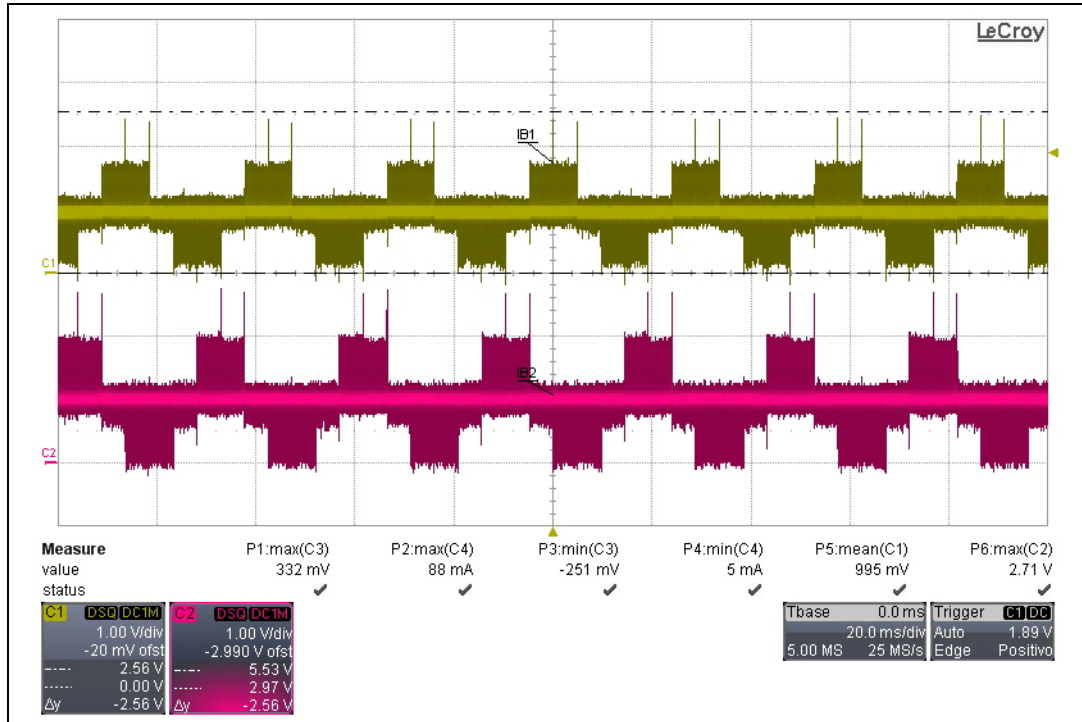 LeCroy
IB1
C1
IB2
C2
Measure P1:max(C3) P2:max(C4) P3:min(C3) P4:min(C4) P5:mean(C1) P6:max(C2)
value 332 mV 88 mA -251 mV 5 mA 995 mV 2.71 V
status
C1 DSQ DC1M
1.00 V/div
-20 mV ofst
2.56 V
0.00 V
Δy -2.56 V
C2 DSQ DC1M
1.00 V/div
-2.990 V ofst
5.53 V
2.97 V
Δy -2.56 V
Tbase 0.0 ms
20.0 ms/div
5.00 MS 25 MS/s
Trigger C1 DC
Auto 1.89 V
Edge Positivo